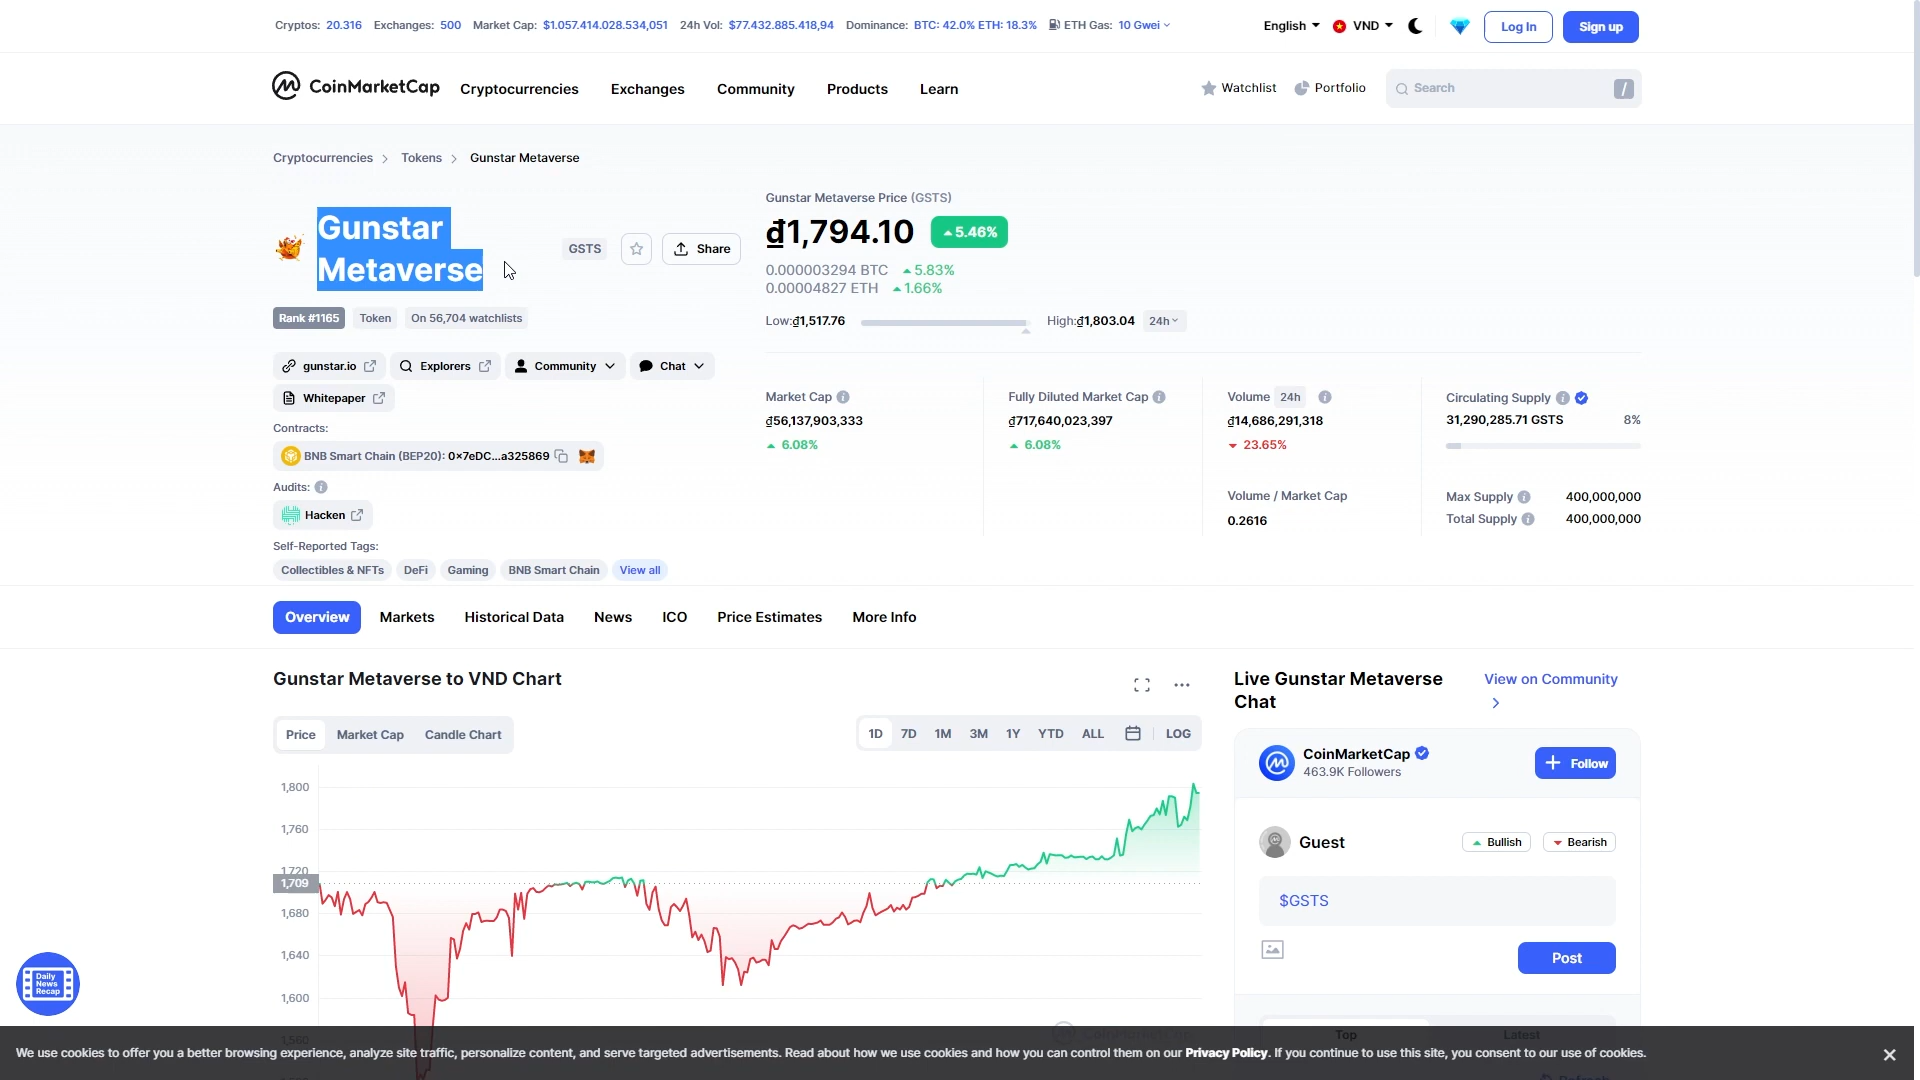 Cryptos: 20.316 Exchanges: 500 Market Cap: $1.057.414.028.534,051 24h Vol: $77.432.885.418,94 Dominance: BTC: 42.0% ETH: 18.3% ETH Gas: 10 Gwei
English VND Log In Sign up
CoinMarketCap Cryptocurrencies Exchanges Community Products Learn Watchlist Portfolio Search /
Cryptocurrencies > Tokens > Gunstar Metaverse
Gunstar
Metaverse
GSTS Share
Rank #1165 Token On 56,704 watchlists
gunstar.io Explorers Community Chat
Whitepaper
Contracts:
BNB Smart Chain (BEP20): 0x7eDC...a325869
Audits:
Hacken
Self-Reported Tags:
Collectibles & NFTs DeFi Gaming BNB Smart Chain View all
Gunstar Metaverse Price (GSTS)
₫1,794.10 5.46%
0.000003294 BTC 5.83%
0.00004827 ETH 1.66%
Low:₫1,517.76 High:₫1,803.04 24h
Market Cap
₫56,137,903,333
6.08%
Fully Diluted Market Cap
₫717,640,023,397
6.08%
Volume 24h
₫14,686,291,318
23.65%
Volume / Market Cap
0.2616
Circulating Supply
31,290,285.71 GSTS 8%
Max Supply 400,000,000
Total Supply 400,000,000
Overview Markets Historical Data News ICO Price Estimates More Info
Gunstar Metaverse to VND Chart
Price Market Cap Candle Chart 1D 7D 1M 3M 1Y YTD ALL LOG
1,800
1,760
1,720
1,709
1,680
1,640
1,600
1,560
Live Gunstar Metaverse
Chat
View on Community
>
CoinMarketCap
463.9K Followers
Follow
Guest Bullish Bearish
$GSTS
Post
Top Latest
Refresh
Daily
News
Recap
We use cookies to offer you a better browsing experience, analyze site traffic, personalize content, and serve targeted advertisements. Read about how we use cookies and how you can control them on our Privacy Policy. If you continue to use this site, you consent to our use of cookies.